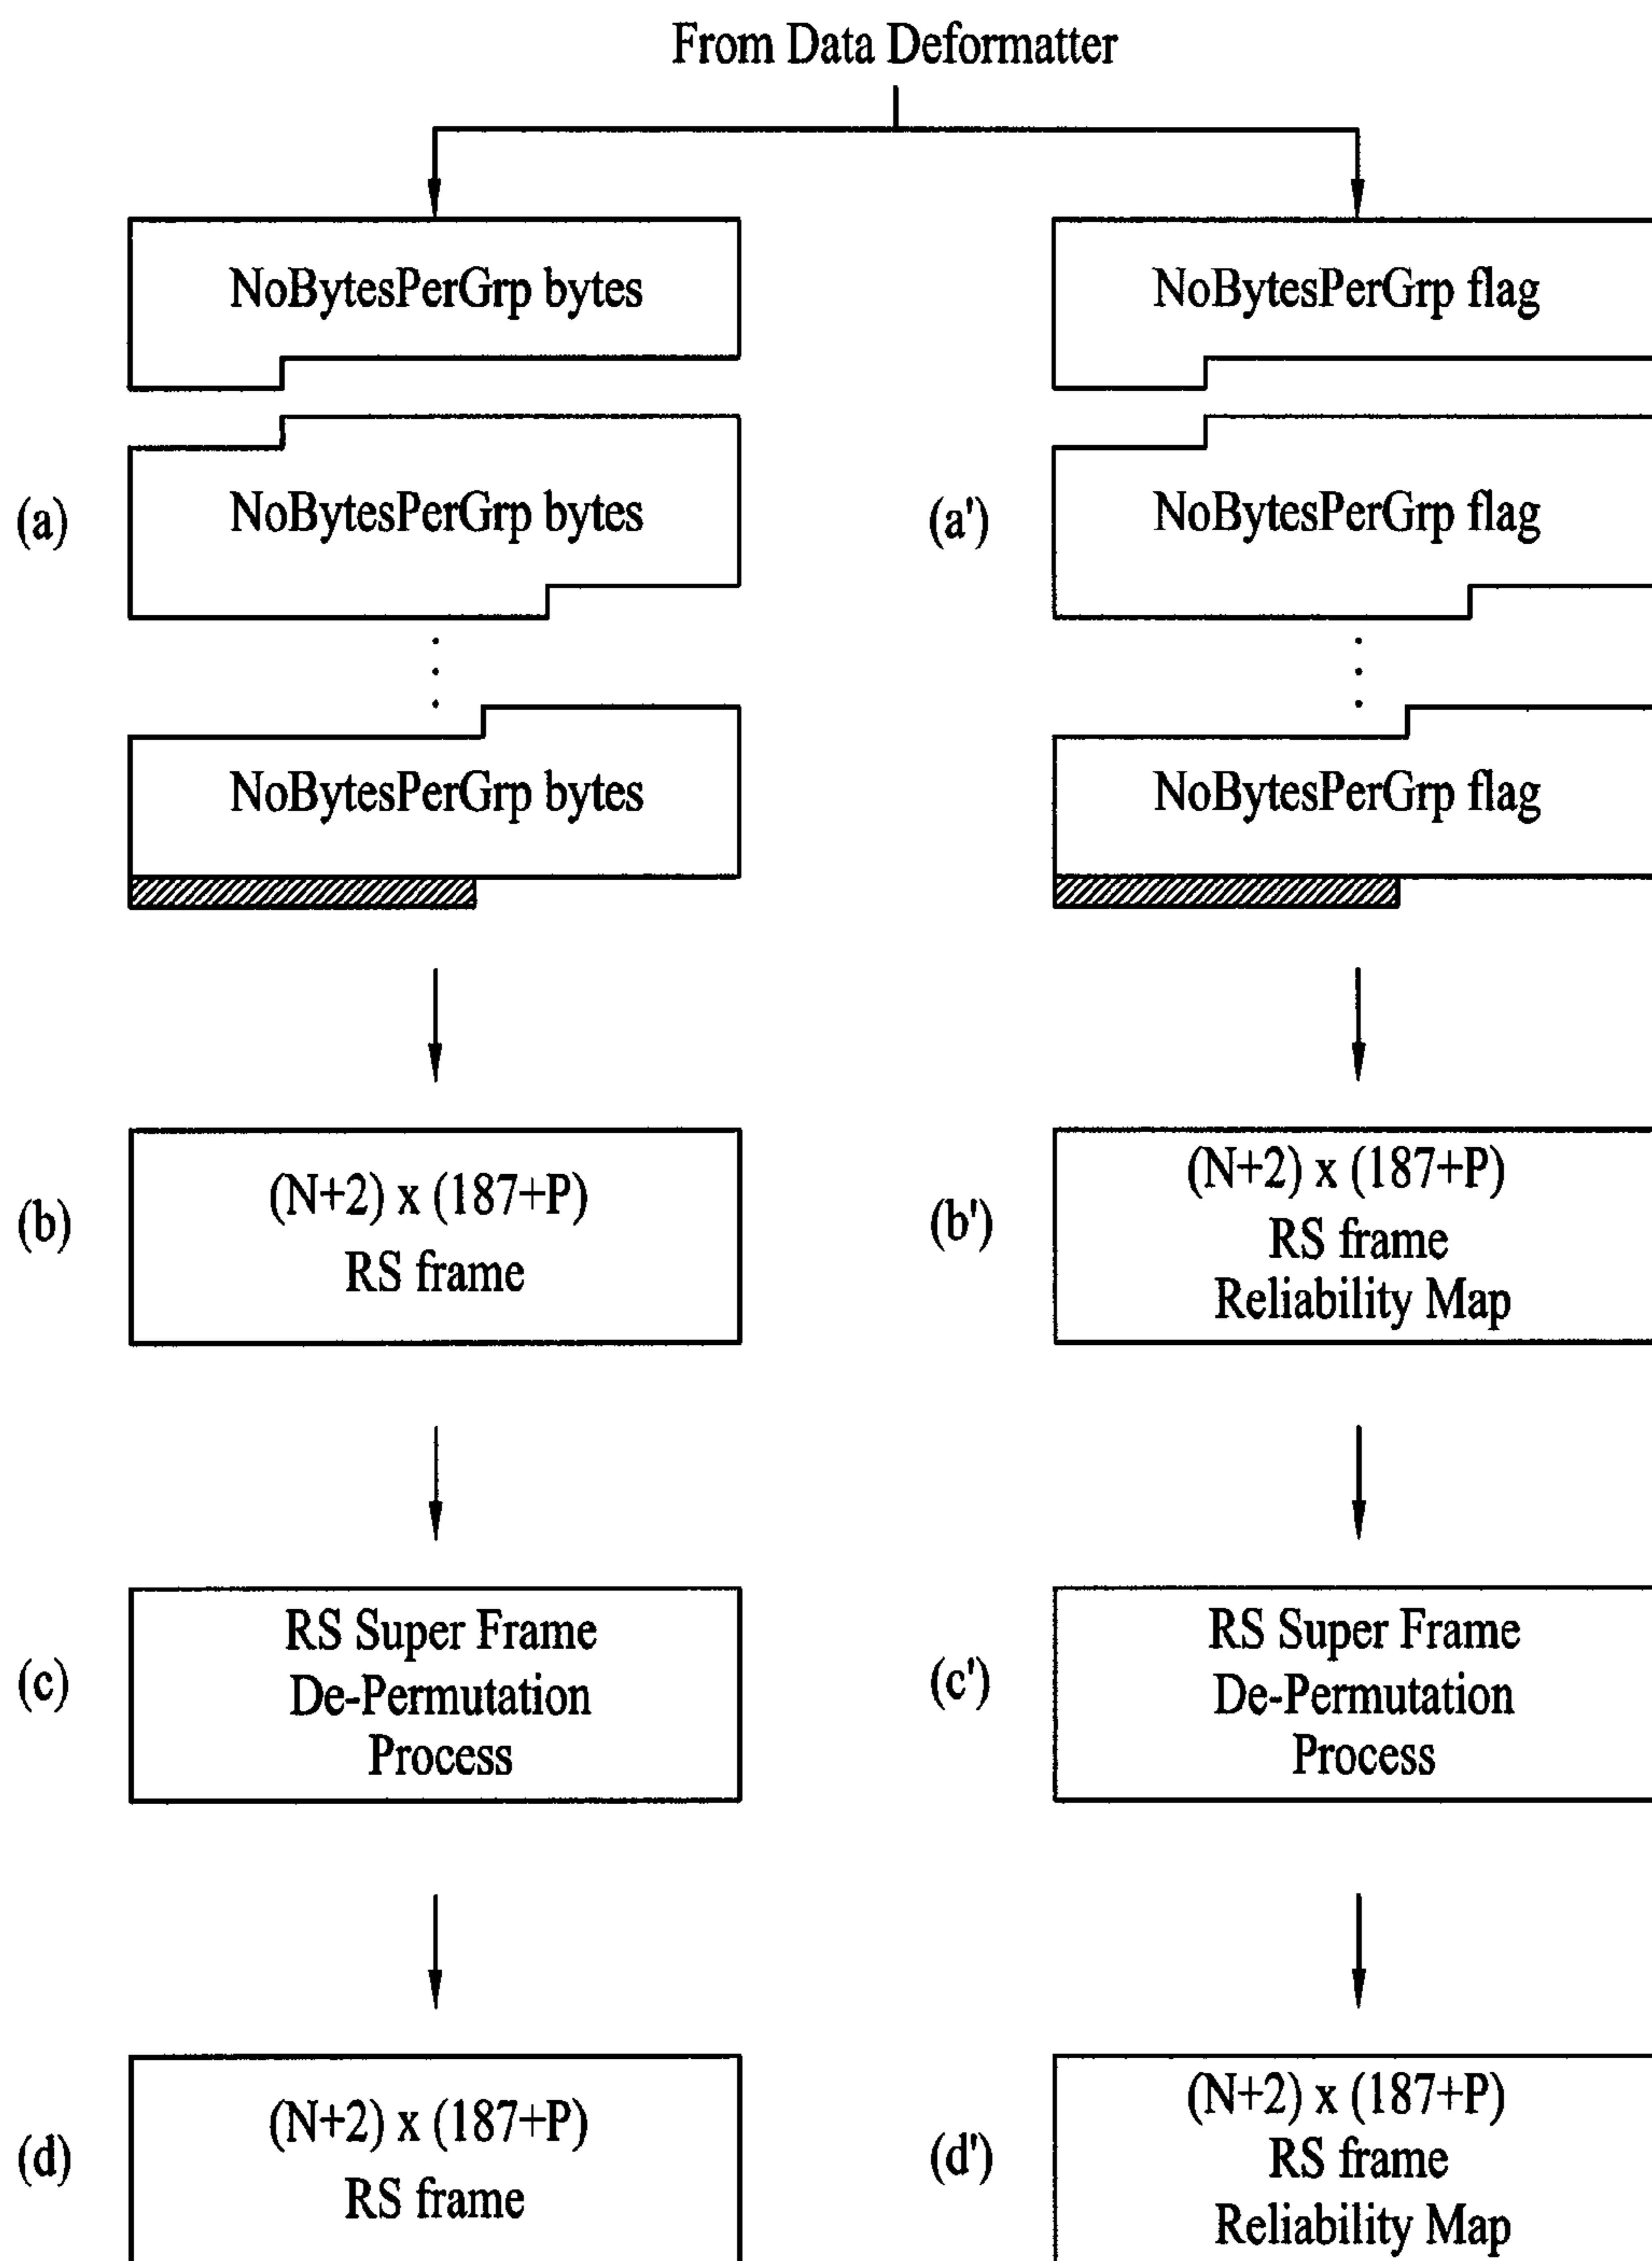 From Data Deformatter
NoBytesPerGrp bytes
NoBytesPerGrp bytes
(a)
NoBytesPerGrp bytes
(b)
(N+2) x (187+P)
RS frame
(c)
RS Super Frame
De-Permutation
Process
(d)
(N+2) x (187+P)
RS frame
NoBytesPerGrp flag
NoBytesPerGrp flag
(a')
NoBytesPerGrp flag
(b')
(N+2) x (187+P)
RS frame
Reliability Map
(c')
RS Super Frame
De-Permutation
Process
(d')
(N+2) x (187+P)
RS frame
Reliability Map